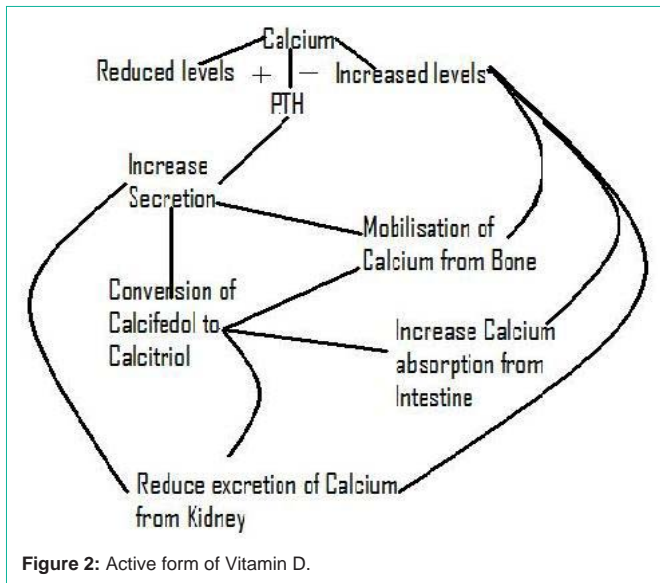 Calcium
Reduced levels + − Increased levels
PTH
Increase
Secretion
Mobilisation of
Calcium from Bone
Conversion of
Calcifedol to
Calcitriol
Increase Calcium
absorption from
Intestine
Reduce excretion of Calcium
from Kidney
Figure 2: Active form of Vitamin D.